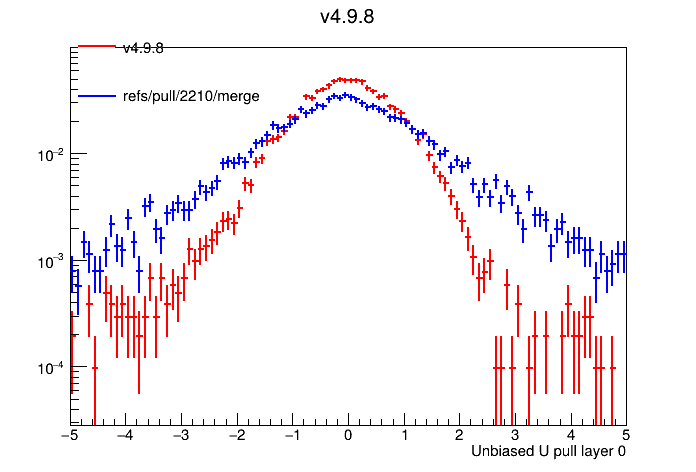 v4.9.8
v4.9.8
refs/pull/2210/merge
10−2
10−3
10−4
−5 −4 −3 −2 −1 0 1 2 3 4 5
Unbiased U pull layer 0